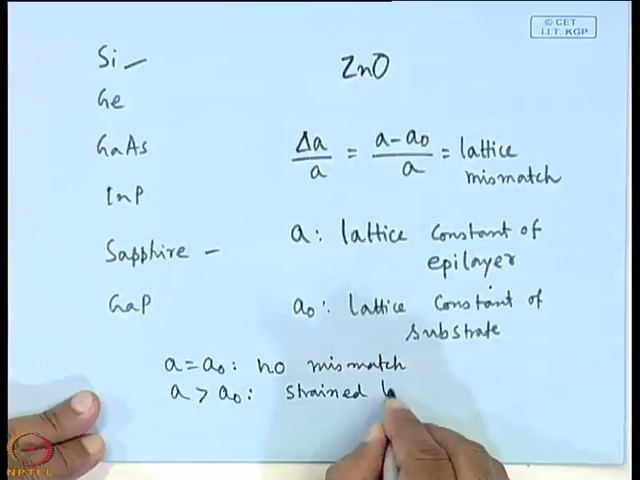 © CET
I.I.T. KGP
Si –
ZnO
Ge
GaAs
Δa/a = a-a₀/a = lattice
mismatch
InP
a: lattice constant of
epilayer
Sapphire –
GaP
a₀: lattice constant of
substrate
a=a₀: no mismatch
a > a₀: strained
NPTEL